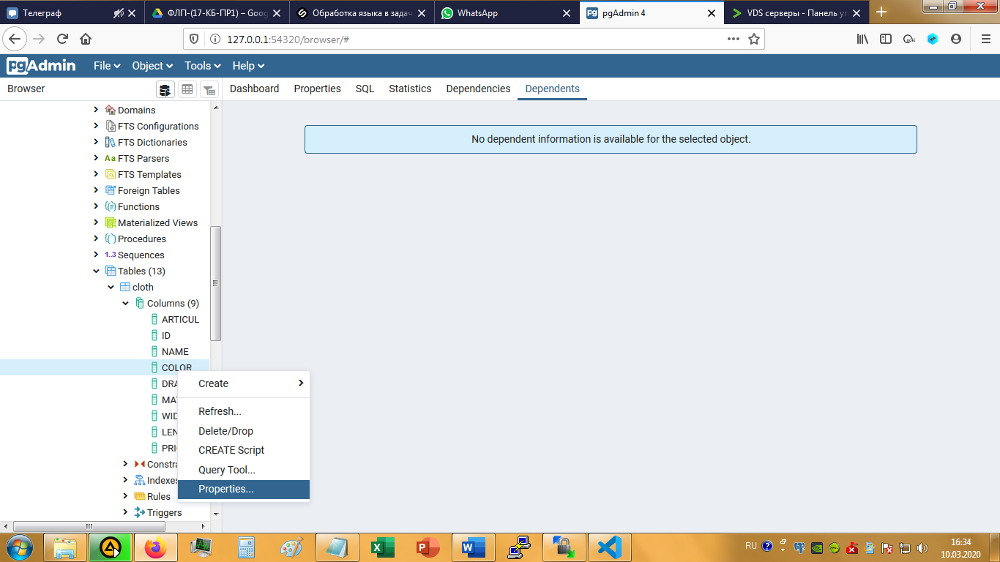 Телеграф
ФЛП-(17-КБ-ПР1) – Goo
Обработка языка в задач
WhatsApp
pgAdmin 4
VDS серверы - Панель уп
127.0.0.1:54320/browser/#
pgAdmin
File
Object
Tools
Help
Browser
Dashboard
Properties
SQL
Statistics
Dependencies
Dependents
No dependent information is available for the selected object.
Domains
FTS Configurations
FTS Dictionaries
Aa FTS Parsers
FTS Templates
Foreign Tables
Functions
Materialized Views
Procedures
1..3 Sequences
Tables (13)
cloth
Columns (9)
ARTICUL
ID
NAME
COLOR
DRA
MAT
WID
LEN
PRI
Constra
Indexes
Rules
Triggers
Create
Refresh...
Delete/Drop
CREATE Script
Query Tool...
Properties...
RU
16:34
10.03.2020